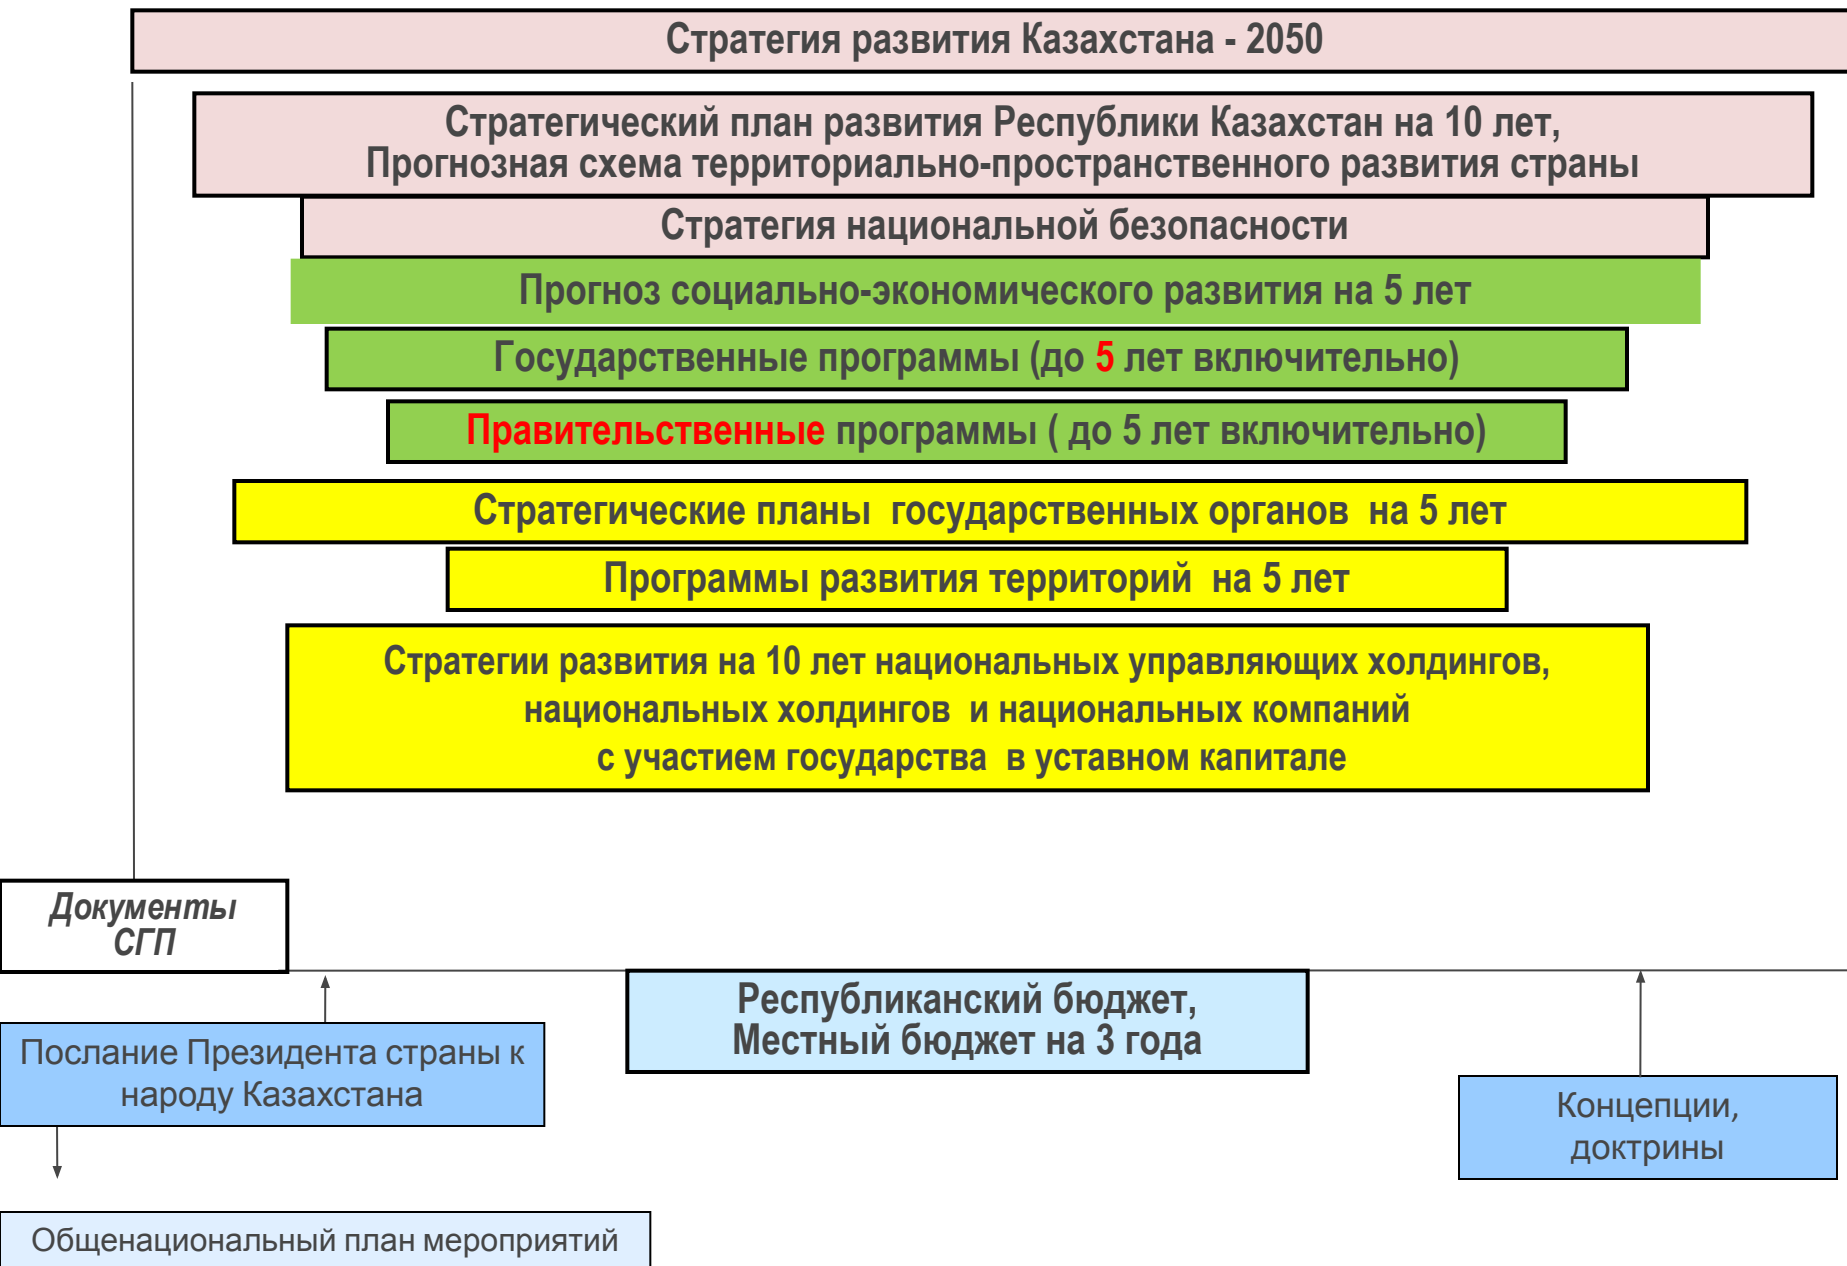 Стратегия развития Казахстана - 2050
Стратегический план развития Республики Казахстан на 10 лет,
Прогнозная схема территориально-пространственного развития страны
Стратегия национальной безопасности
Прогноз социально-экономического развития на 5 лет
Государственные программы (до 5 лет включительно)
Правительственные программы ( до 5 лет включительно)
Стратегические планы государственных органов на 5 лет
Программы развития территорий на 5 лет
Стратегии развития на 10 лет национальных управляющих холдингов,
национальных холдингов и национальных компаний
с участием государства в уставном капитале
Документы
СГП
Республиканский бюджет,
Местный бюджет на 3 года
Послание Президента страны к
народу Казахстана
Концепции,
доктрины
Общенациональный план мероприятий